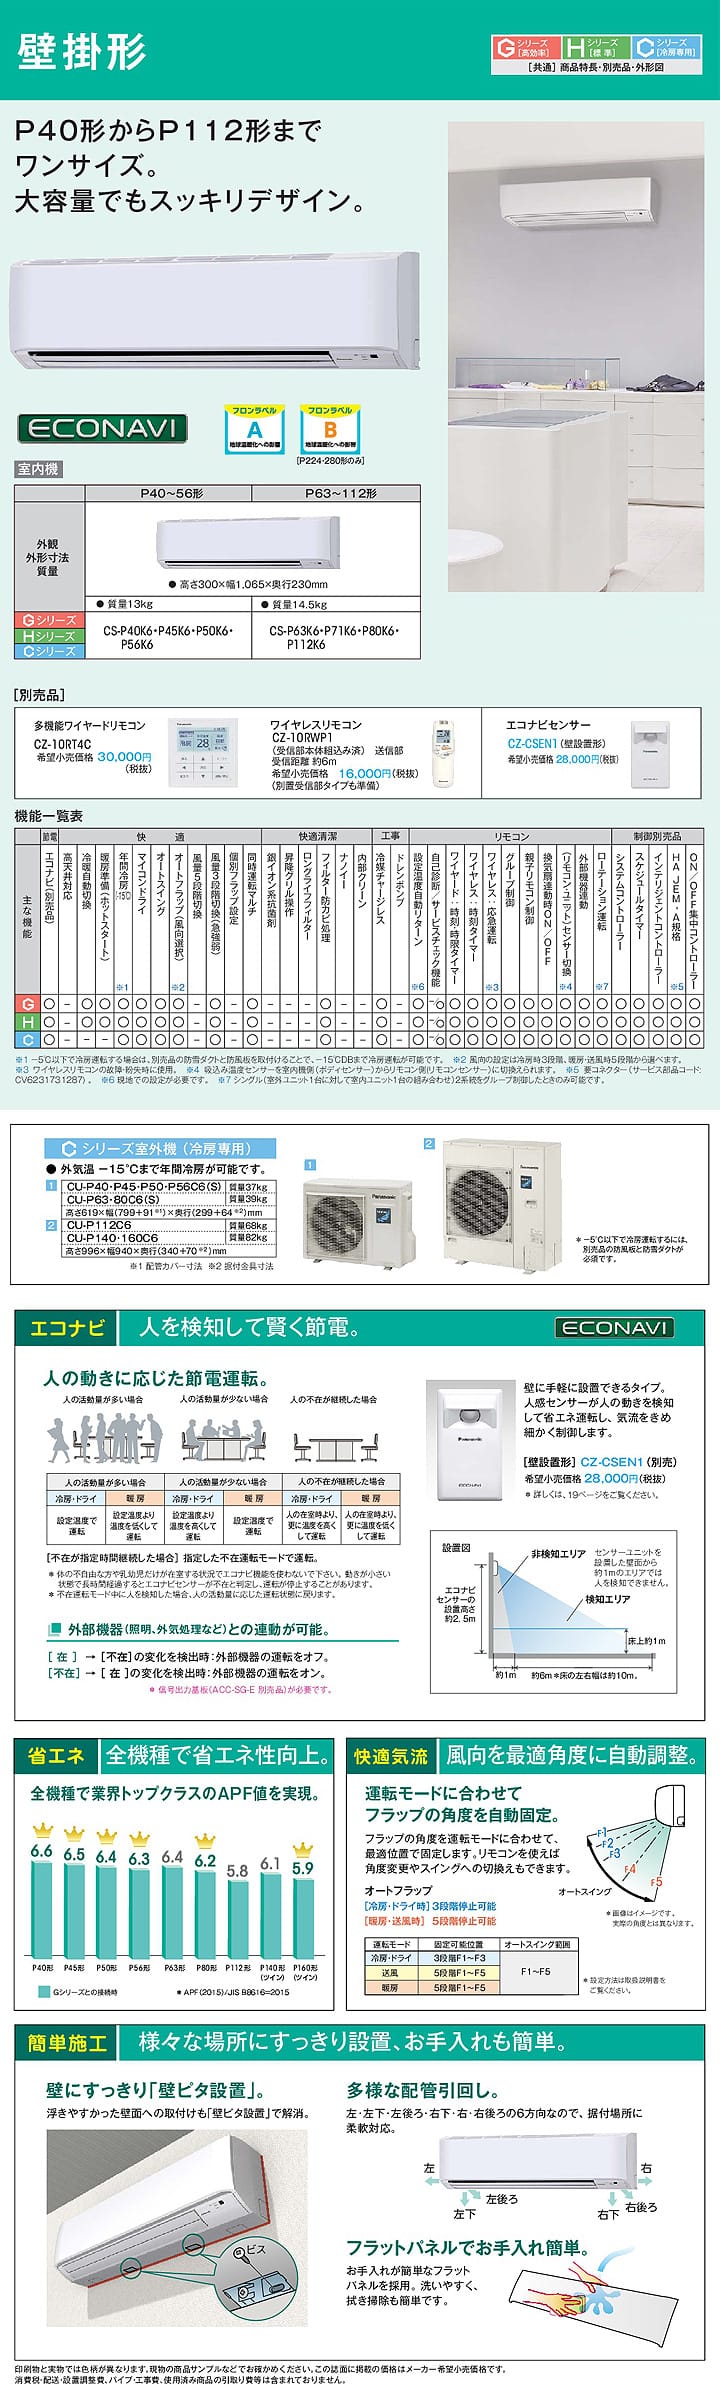 壁掛形
Gシリーズ[高効率]
Hシリーズ[標準]
Cシリーズ[冷房専用]
[共通] 商品特長・別売品・外形図
P40形からP112形まで
ワンサイズ。
大容量でもスッキリデザイン。
ECONAVI
フロンラベル
A
地球温暖化への影響
フロンラベル
B
地球温暖化への影響
[P224・280形のみ]
室内機
P40〜56形 P63〜112形
外観
外形寸法
質量
● 高さ300×幅1,065×奥行230mm
● 質量13kg ● 質量14.5kg
Gシリーズ
Hシリーズ
Cシリーズ
CS-P40K6・P45K6・P50K6・
P56K6
CS-P63K6・P71K6・P80K6・
P112K6
[別売品]
多機能ワイヤードリモコン
CZ-10RT4C
希望小売価格 30,000円
(税抜)
ワイヤレスリモコン
CZ-10RWP1
(受信部本体組込み済) 送信部
受信距離 約6m
希望小売価格 16,000円(税抜)
(別置受信部タイプも準備)
エコナビセンサー
CZ-CSEN1(壁設置形)
希望小売価格 28,000円(税抜)
機能一覧表
主な機能
節電 快適 快適清潔 工事 リモコン 制御別売品
エコナビ(別売品)
高天井対応
冷暖自動切換
暖房準備(ホットスタート)
年間冷房(-15℃) ※1
マイコンドライ
オートスイング
オートフラップ(風向選択) ※2
風量5段階切換
風量3段階切換(急強弱)
個別フラップ設定
同時運転マルチ
銀イオン系抗菌剤
昇降グリル操作
ロングライフフィルター
フィルター防カビ処理
ナノイー
内部クリーン
冷媒チャージレス
ドレンポンプ
設定温度自動リターン ※6
自己診断/サービスチェック機能
ワイヤード:時刻・時限タイマー
ワイヤレス:時刻タイマー
ワイヤレス:応急運転 ※3
グループ制御
親子リモコン制御
換気扇連動時ON/OFF
(リモコン・ユニット)センサー切換 ※4
外部機器連動
ローテーション運転 ※7
システムコントローラー
スケジュールタイマー
インテリジェントコントローラー
HA JEM・A規格 ※5
ON/OFF集中コントローラー
G
H
C
※1 −5℃以下で冷房運転する場合は、別売品の防雪ダクトと防風板を取付けることで、−15℃DBまで冷房運転が可能です。 ※2 風向の設定は冷房時3段階、暖房・送風時5段階から選べます。
※3 ワイヤレスリモコンの故障・紛失時に使用。 ※4 吸込み温度センサーを室内機側(ボディセンサー)からリモコン側(リモコンセンサー)に切換えられます。 ※5 要コネクター(サービス部品コード:
CV6231731287)。 ※6 現地での設定が必要です。 ※7 シングル(室外ユニット1台に対して室内ユニット1台の組み合わせ)2系統をグループ制御したときのみ可能です。
Cシリーズ室外機(冷房専用)
● 外気温 −15℃まで年間冷房が可能です。
1 CU-P40・P45・P50・P56C6(S) 質量37kg
CU-P63・80C6(S) 質量39kg
高さ619×幅(799+91※1)×奥行(299+64※2)mm
2 CU-P112C6 質量68kg
CU-P140・160C6 質量82kg
高さ996×幅940×奥行(340+70※2)mm
※1 配管カバー寸法 ※2 据付金具寸法
1
2
Panasonic
*−5℃以下で冷房運転するには、
別売品の防風板と防雪ダクトが
必須です。
エコナビ 人を検知して賢く節電。
ECONAVI
人の動きに応じた節電運転。
人の活動量が多い場合 人の活動量が少ない場合 人の不在が継続した場合
人の活動量が多い場合 人の活動量が少ない場合 人の不在が継続した場合
冷房・ドライ 暖房 冷房・ドライ 暖房 冷房・ドライ 暖房
設定温度で運転
設定温度より温度を低くして運転
設定温度より温度を高くして運転
設定温度で運転
人の在室時より、更に温度を高くして運転
人の在室時より、更に温度を低くして運転
[不在が指定時間継続した場合] 指定した不在運転モードで運転。
*体の不自由な方や乳幼児だけが在室する状況でエコナビ機能を使わないで下さい。動きが小さい
状態で長時間経過するとエコナビセンサーが不在と判定し、運転が停止することがあります。
*不在運転モード中に人を検知した場合、人の活動量に応じた運転状態に戻ります。
外部機器(照明、外気処理など)との連動が可能。
[ 在 ] → [不在]の変化を検出時:外部機器の運転をオフ。
[不在] → [ 在 ]の変化を検出時:外部機器の運転をオン。
*信号出力基板(ACC-SG-E 別売品)が必要です。
Panasonic
ECONAVI
壁に手軽に設置できるタイプ。
人感センサーが人の動きを検知
して省エネ運転し、気流をきめ
細かく制御します。
[壁設置形] CZ-CSEN1(別売)
希望小売価格 28,000円(税抜)
*詳しくは、19ページをご覧ください。
設置図
非検知エリア
センサーユニットを
設置した壁面から
約1mのエリアでは
人を検知できません。
検知エリア
エコナビ
センサーの
設置高さ
約2.5m
床上約1m
約1m 約6m *床の左右幅は約10m。
省エネ 全機種で省エネ性向上。
全機種で業界トップクラスのAPF値を実現。
6.6 6.5 6.4 6.3 6.4 6.2 5.8 6.1 5.9
P40形 P45形 P50形 P56形 P63形 P80形 P112形 P140形(ツイン) P160形(ツイン)
Gシリーズとの接続時
*APF(2015)/JIS B8616=2015
快適気流 風向を最適角度に自動調整。
運転モードに合わせて
フラップの角度を自動固定。
フラップの角度を運転モードに合わせて、
最適位置で固定します。リモコンを使えば
角度変更やスイングへの切換えもできます。
オートフラップ
[冷房・ドライ時] 3段階停止可能
[暖房・送風時] 5段階停止可能
F1
F2
F3
F4
F5
オートスイング
*画像はイメージです。
実際の角度とは異なります。
運転モード 固定可能位置 オートスイング範囲
冷房・ドライ 3段階F1〜F3
送風 5段階F1〜F5 F1〜F5
暖房 5段階F1〜F5
*設定方法は取扱説明書を
ご覧ください。
簡単施工 様々な場所にすっきり設置、お手入れも簡単。
壁にすっきり「壁ピタ設置」。
浮きやすかった壁面への取付けも「壁ピタ設置」で解消。
ビス
多様な配管引回し。
左・左下・左後ろ・右下・右・右後ろの6方向なので、据付場所に
柔軟対応。
左 右
左後ろ 右後ろ
左下 右下
フラットパネルでお手入れ簡単。
お手入れが簡単なフラット
パネルを採用。洗いやすく、
拭き掃除も簡単です。
印刷物と実物では色柄が異なります。現物の商品サンプルなどでお確かめください。この誌面に掲載の価格はメーカー希望小売価格です。
消費税・配送・設置調整費、パイプ・工事費、使用済み商品の引取り費等は含まれておりません。